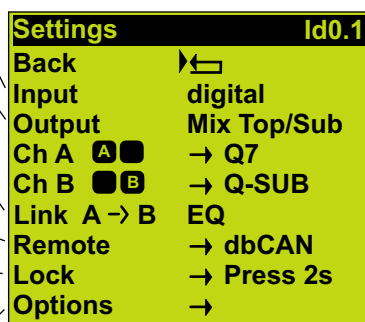 Settings ld0.1
Back
Input digital
Output Mix Top/Sub
Ch A A → Q7
Ch B B → Q-SUB
Link A → B EQ
Remote → dbCAN
Lock → Press 2s
Options →